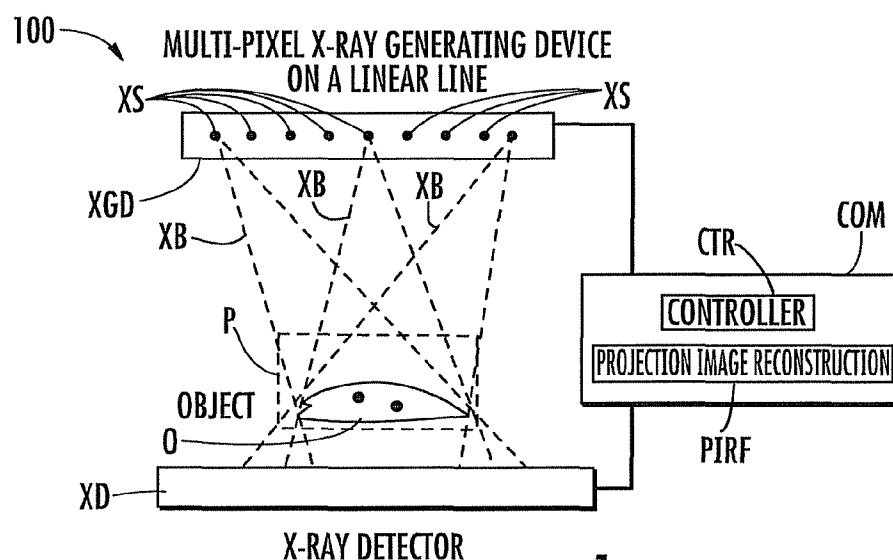 100
MULTI-PIXEL X-RAY GENERATING DEVICE
ON A LINEAR LINE
XS
XS
XGD
XB
XB
XB
COM
CTR
CONTROLLER
PROJECTION IMAGE RECONSTRUCTION
PIRF
P
OBJECT
O
XD
X-RAY DETECTOR